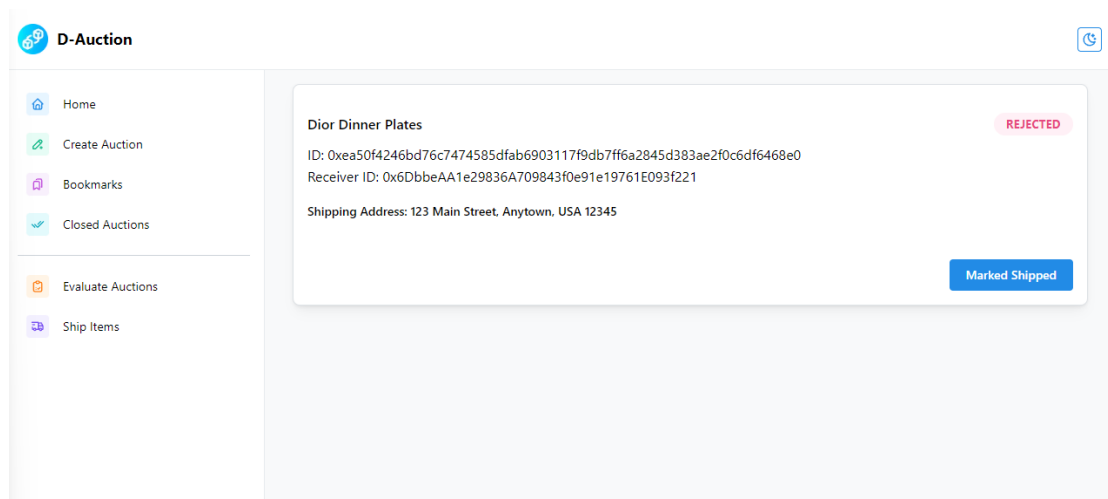 D-Auction
Home
Create Auction
Bookmarks
Closed Auctions
Evaluate Auctions
Ship Items
Dior Dinner Plates
REJECTED
ID: 0xea50f4246bd76c7474585dfab6903117f9db7ff6a2845d383ae2f0c6df6468e0
Receiver ID: 0x6DbbeAA1e29836A709843f0e91e19761E093f221
Shipping Address: 123 Main Street, Anytown, USA 12345
Marked Shipped